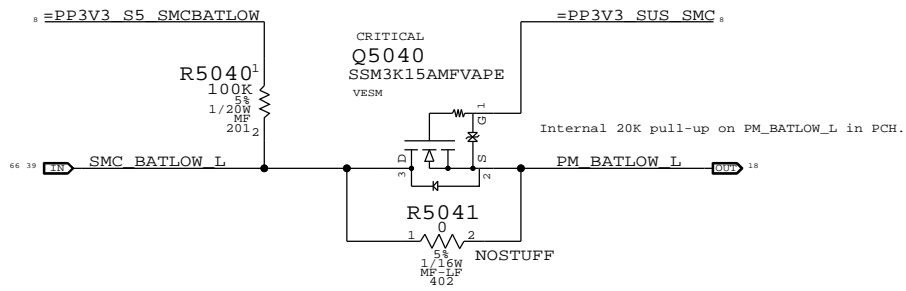 8 =PP3V3_S5_SMCBATLOW
=PP3V3_SUS_SMC 8
CRITICAL
Q5040
SSM3K15AMFVAPE
VESM
R5040
1
100K
5%
1/20W
MF
201
2
G 1
Internal 20K pull-up on PM_BATLOW_L in PCH.
66 39 IN SMC_BATLOW_L
3 D
S 2
PM_BATLOW_L OUT 18
R5041
0
1 2
NOSTUFF
5%
1/16W
MF-LF
402